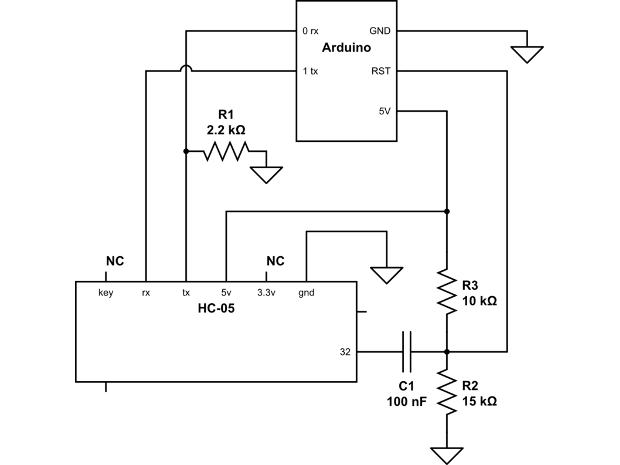 0 rx
GND
Arduino
1 tx
RST
5V
R1
2.2 kΩ
NC
NC
key
rx
tx
5v
3.3v
gnd
HC-05
R3
10 kΩ
32
C1
100 nF
R2
15 kΩ